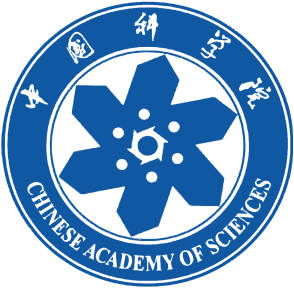 中国科学院
CHINESE ACADEMY OF SCIENCES